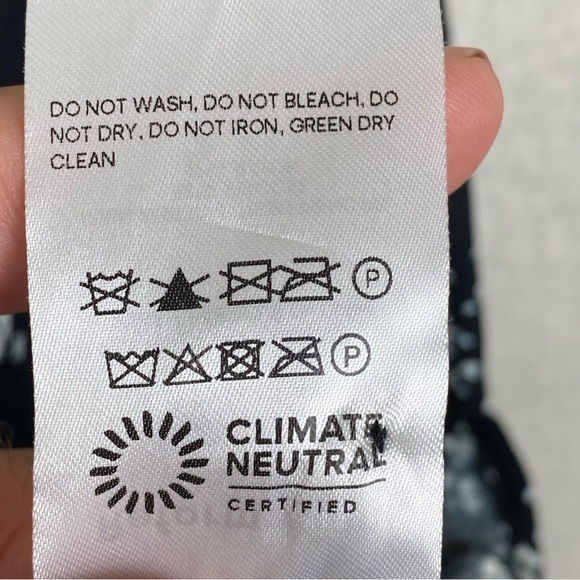 DO NOT WASH, DO NOT BLEACH, DO
NOT DRY, DO NOT IRON, GREEN DRY
CLEAN
P
P
CLIMATE
NEUTRAL
CERTIFIED